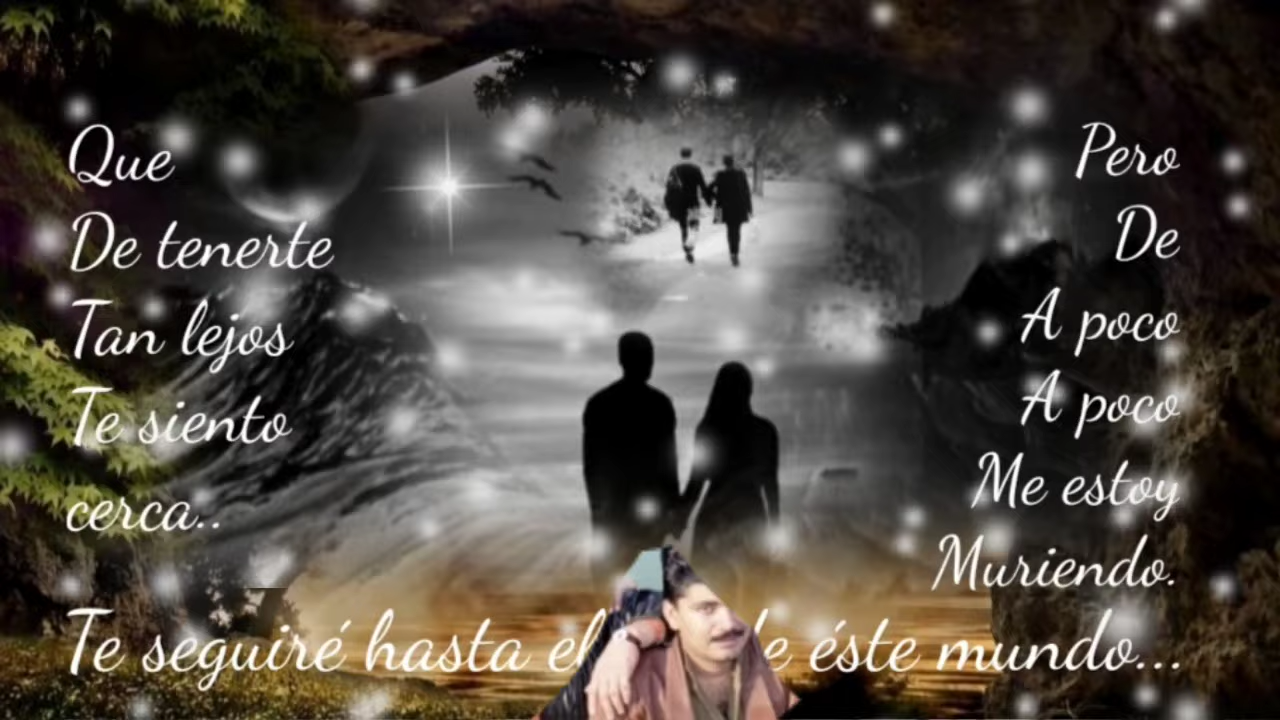 Que
De tenerte
Tan lejos
Te siento
cerca..
Pero
De
A poco
A poco
Me estoy
Muriendo.
Te seguiré hasta el éste mundo...